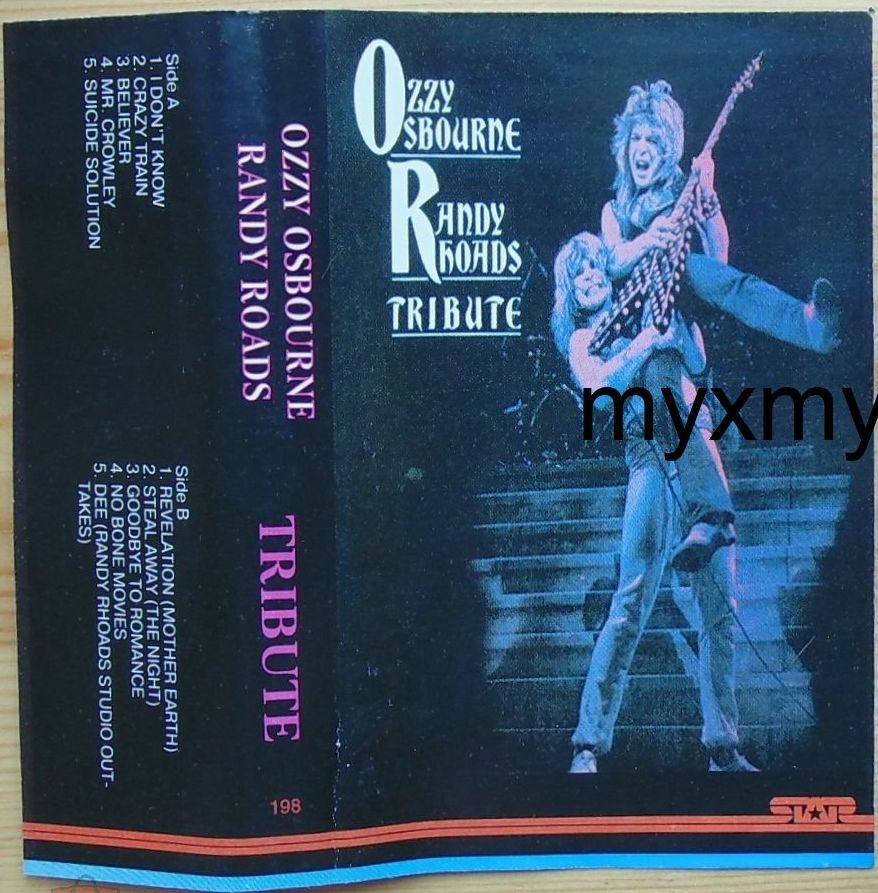 OZZY
OSBOURNE
RANDY
RHOADS
TRIBUTE
myxmy
OZZY OSBOURNE
RANDY ROADS
TRIBUTE
198
Side A
1. I DON'T KNOW
2. CRAZY TRAIN
3. BELIEVER
4. MR. CROWLEY
5. SUICIDE SOLUTION
Side B
1. REVELATION (MOTHER EARTH)
2. STEAL AWAY (THE NIGHT)
3. GOODBYE TO ROMANCE
4. NO BONE MOVIES
5. DEE (RANDY RHOADS STUDIO OUT-
TAKES)
STAR